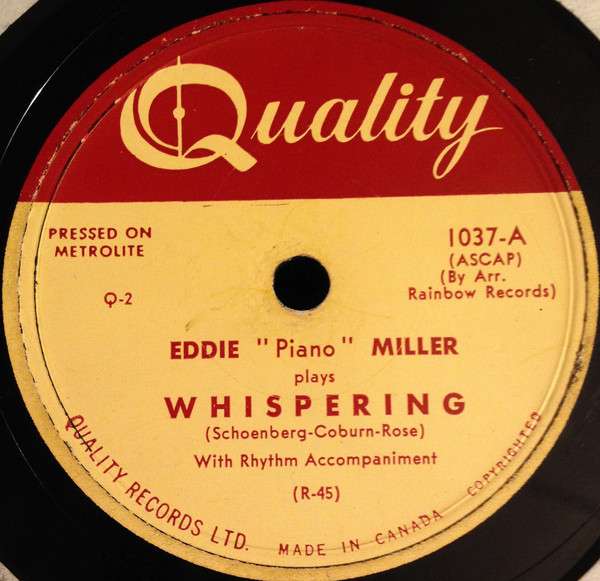 Quality
PRESSED ON
METROLITE
Q-2
1037-A
(ASCAP)
(By Arr.
Rainbow Records)
EDDIE "Piano" MILLER
plays
WHISPERING
(Schoenberg-Coburn-Rose)
With Rhythm Accompaniment
(R-45)
QUALITY RECORDS LTD. MADE IN CANADA COPYRIGHTED